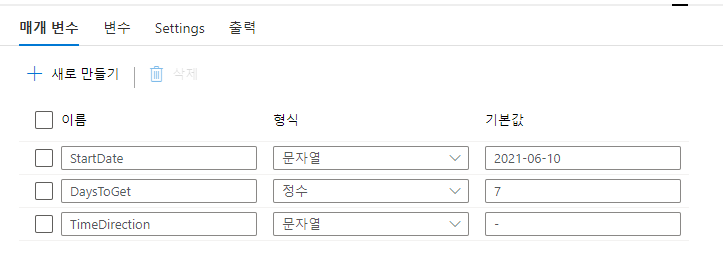 매개 변수 변수 Settings 출력
새로 만들기 삭제
이름 형식 기본값
StartDate 문자열 2021-06-10
DaysToGet 정수 7
TimeDirection 문자열 -